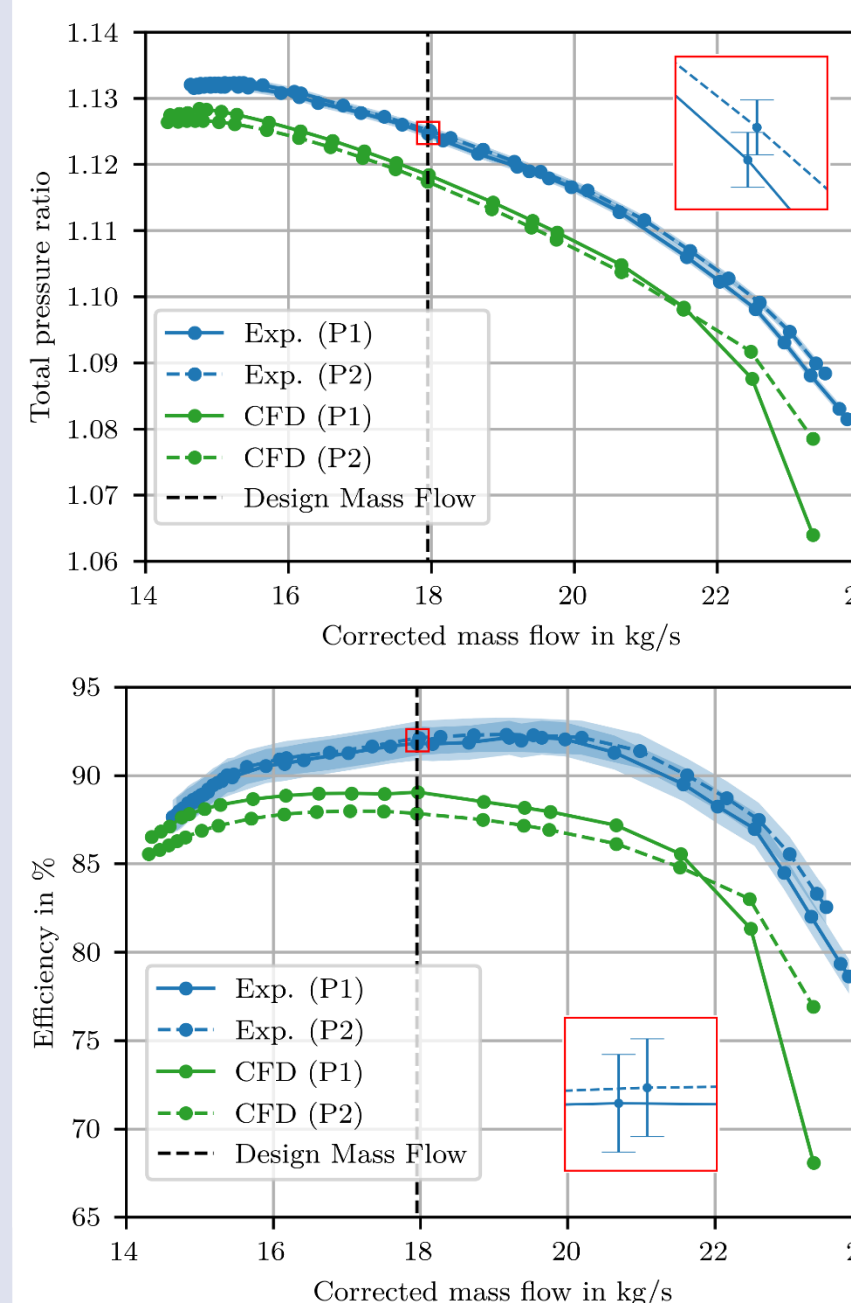 1.14
1.13
1.12
1.11
1.10
1.09
1.08
1.07
1.06
Total pressure ratio
Exp. (P1)
Exp. (P2)
CFD (P1)
CFD (P2)
Design Mass Flow
14 16 18 20 22
Corrected mass flow in kg/s
95
90
85
80
75
70
65
Efficiency in %
Exp. (P1)
Exp. (P2)
CFD (P1)
CFD (P2)
Design Mass Flow
14 16 18 20 22
Corrected mass flow in kg/s